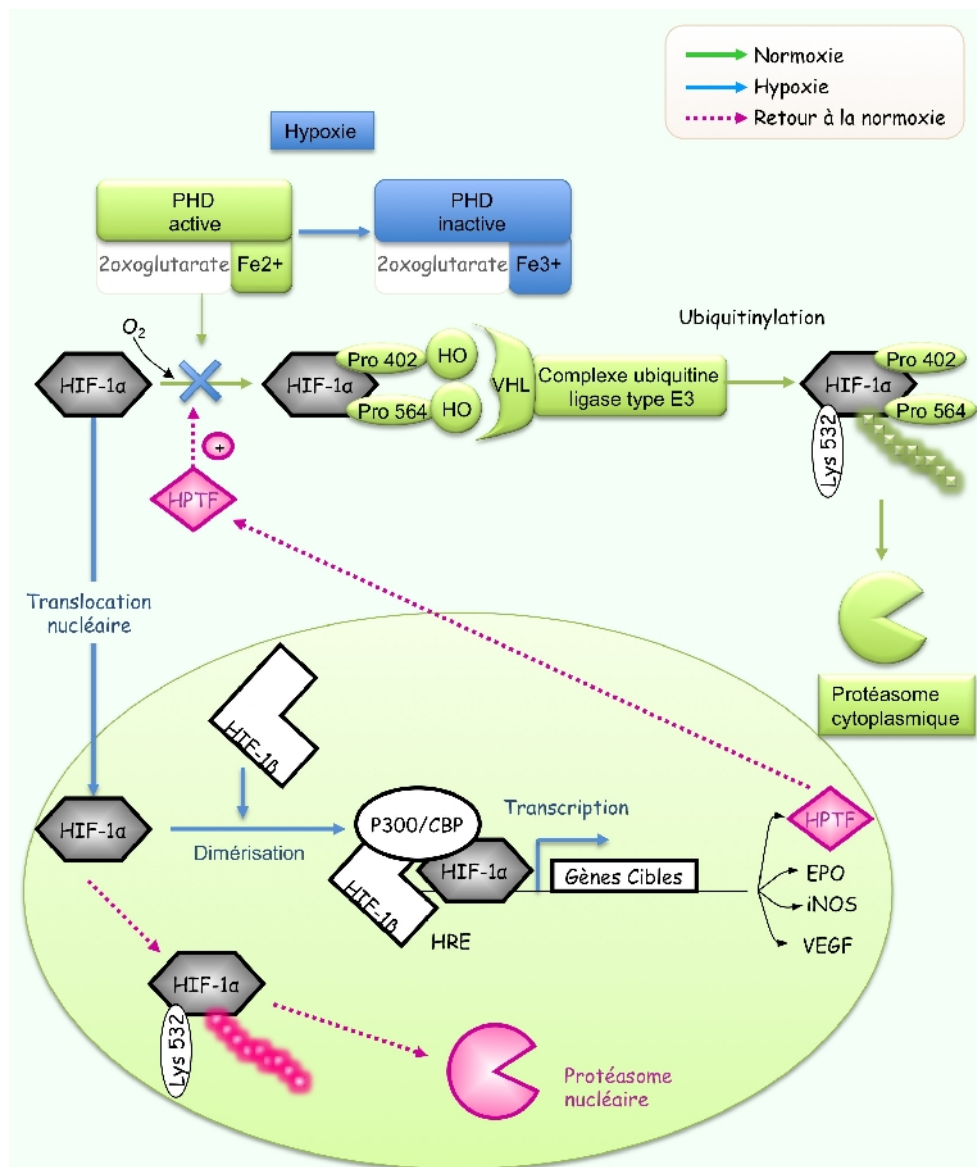 Normoxie
Hypoxie
Retour à la normoxie
Hypoxie
PHD
active
2oxoglutarate
Fe2+
PHD
inactive
2oxoglutarate
Fe3+
O2
HIF-1α
HIF-1α
Pro 402
HO
Pro 564
HO
VHL
Complexe ubiquitine
ligase type E3
Ubiquitinylation
HIF-1α
Pro 402
Pro 564
Lys 532
+
HPTF
Translocation
nucléaire
Protéasome
cytoplasmique
HIF-1β
HIF-1α
Dimérisation
P300/CBP
HIF-1α
HIF-1β
HRE
Transcription
Gènes Cibles
HPTF
EPO
iNOS
VEGF
HIF-1α
Lys 532
Protéasome
nucléaire